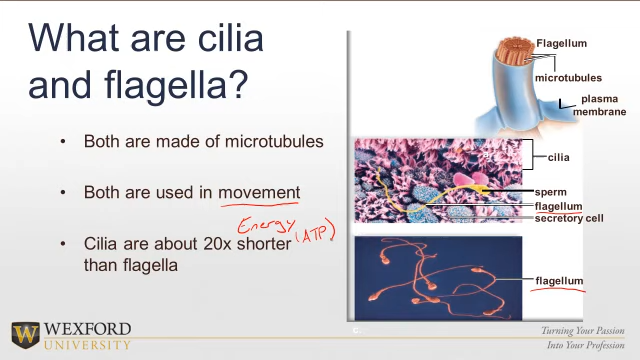 What are cilia
and flagella?
• Both are made of microtubules
• Both are used in movement
Energy
(ATP)
• Cilia are about 20x shorter
than flagella
Flagellum
microtubules
plasma
membrane
cilia
sperm
flagellum
secretory cell
flagellum
W
WEXFORD
UNIVERSITY
Turning Your Passion
Into Your Profession